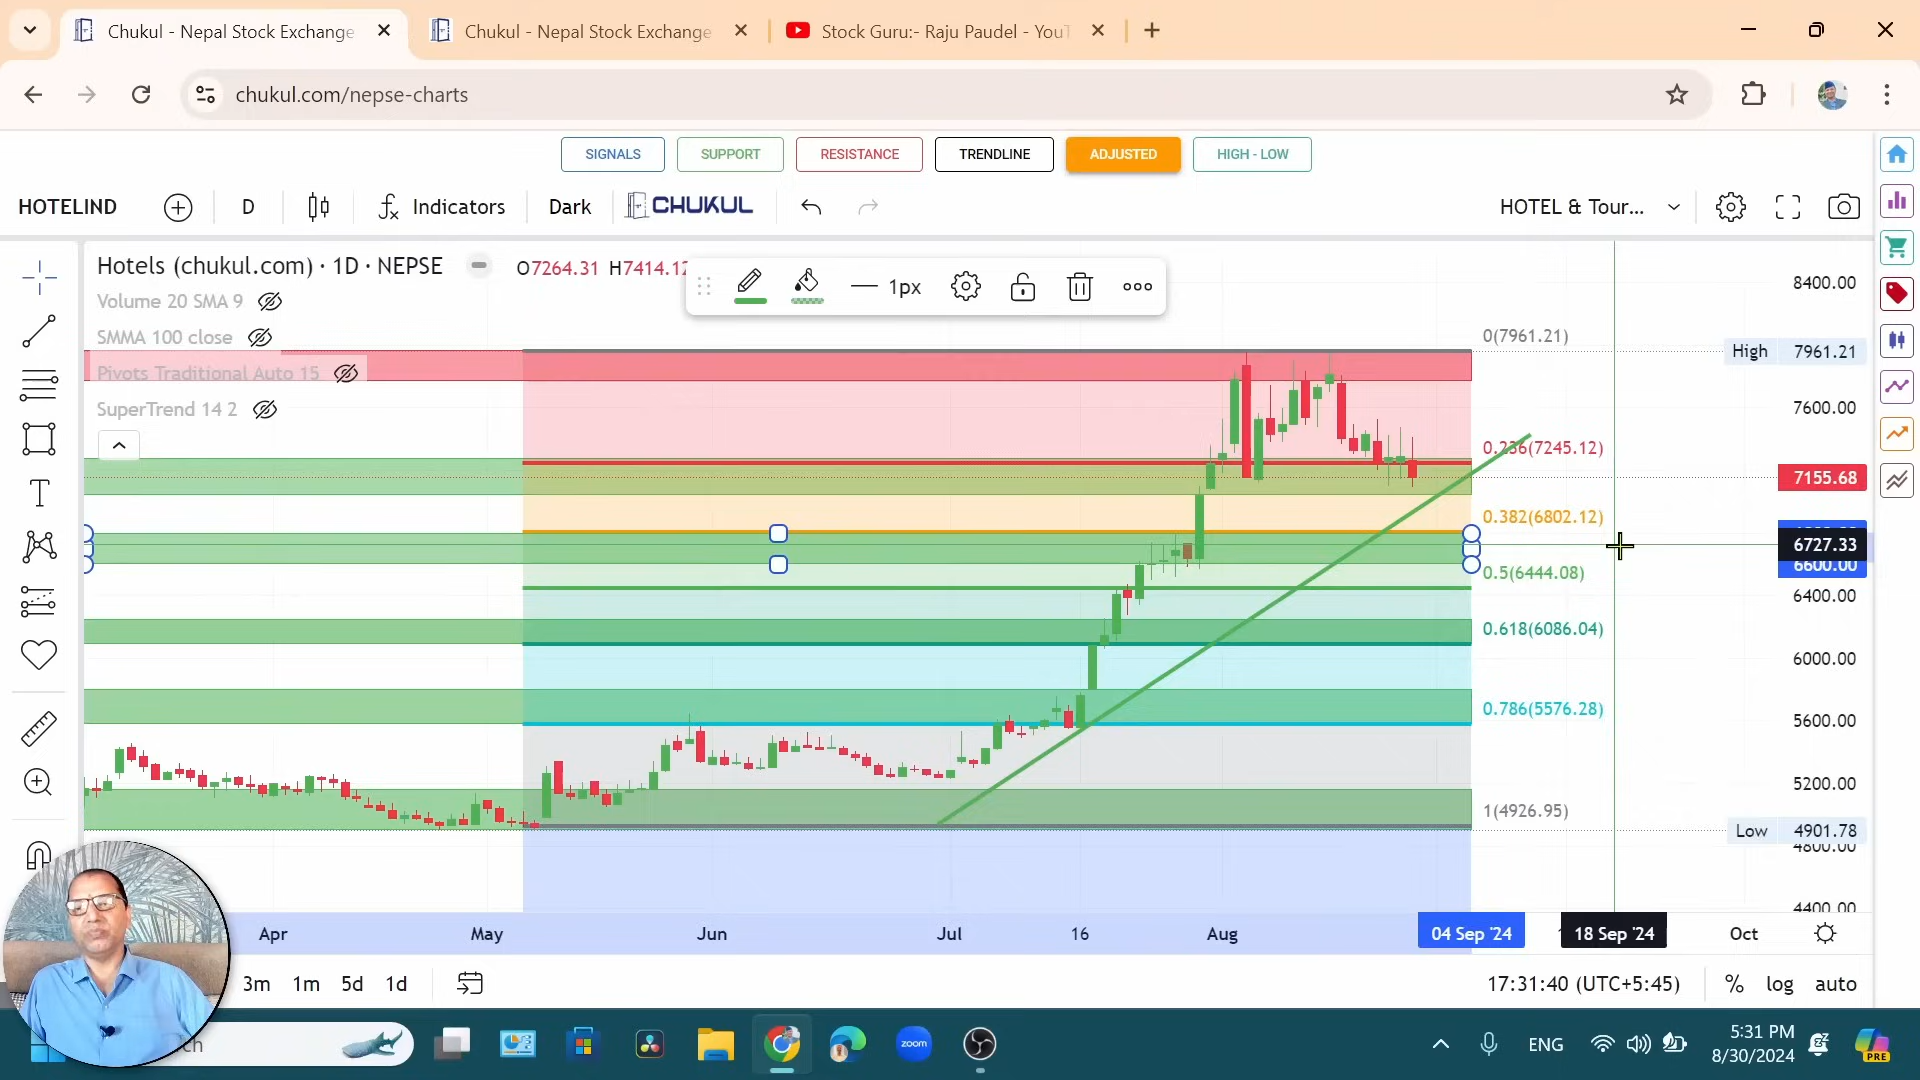 Chukul - Nepal Stock Exchange
Chukul - Nepal Stock Exchange
Stock Guru:- Raju Paudel - You
chukul.com/nepse-charts
SIGNALS
SUPPORT
RESISTANCE
TRENDLINE
ADJUSTED
HIGH - LOW
HOTELIND
D
Indicators
Dark
CHUKUL
HOTEL & Tour...
Hotels (chukul.com) · 1D · NEPSE
O7264.31 H7414.12
1px
Volume 20 SMA 9
SMMA 100 close
Pivots Traditional Auto 15
SuperTrend 14 2
8400.00
0(7961.21)
High 7961.21
7600.00
0.236(7245.12)
7155.68
0.382(6802.12)
6727.33
6600.00
0.5(6444.08)
6400.00
0.618(6086.04)
6000.00
0.786(5576.28)
5600.00
5200.00
1(4926.95)
Low 4901.78
4800.00
4400.00
Apr May Jun Jul 16 Aug 04 Sep '24 18 Sep '24 Oct
3m 1m 5d 1d
17:31:40 (UTC+5:45)
% log auto
zoom
ENG
5:31 PM
8/30/2024
PRE